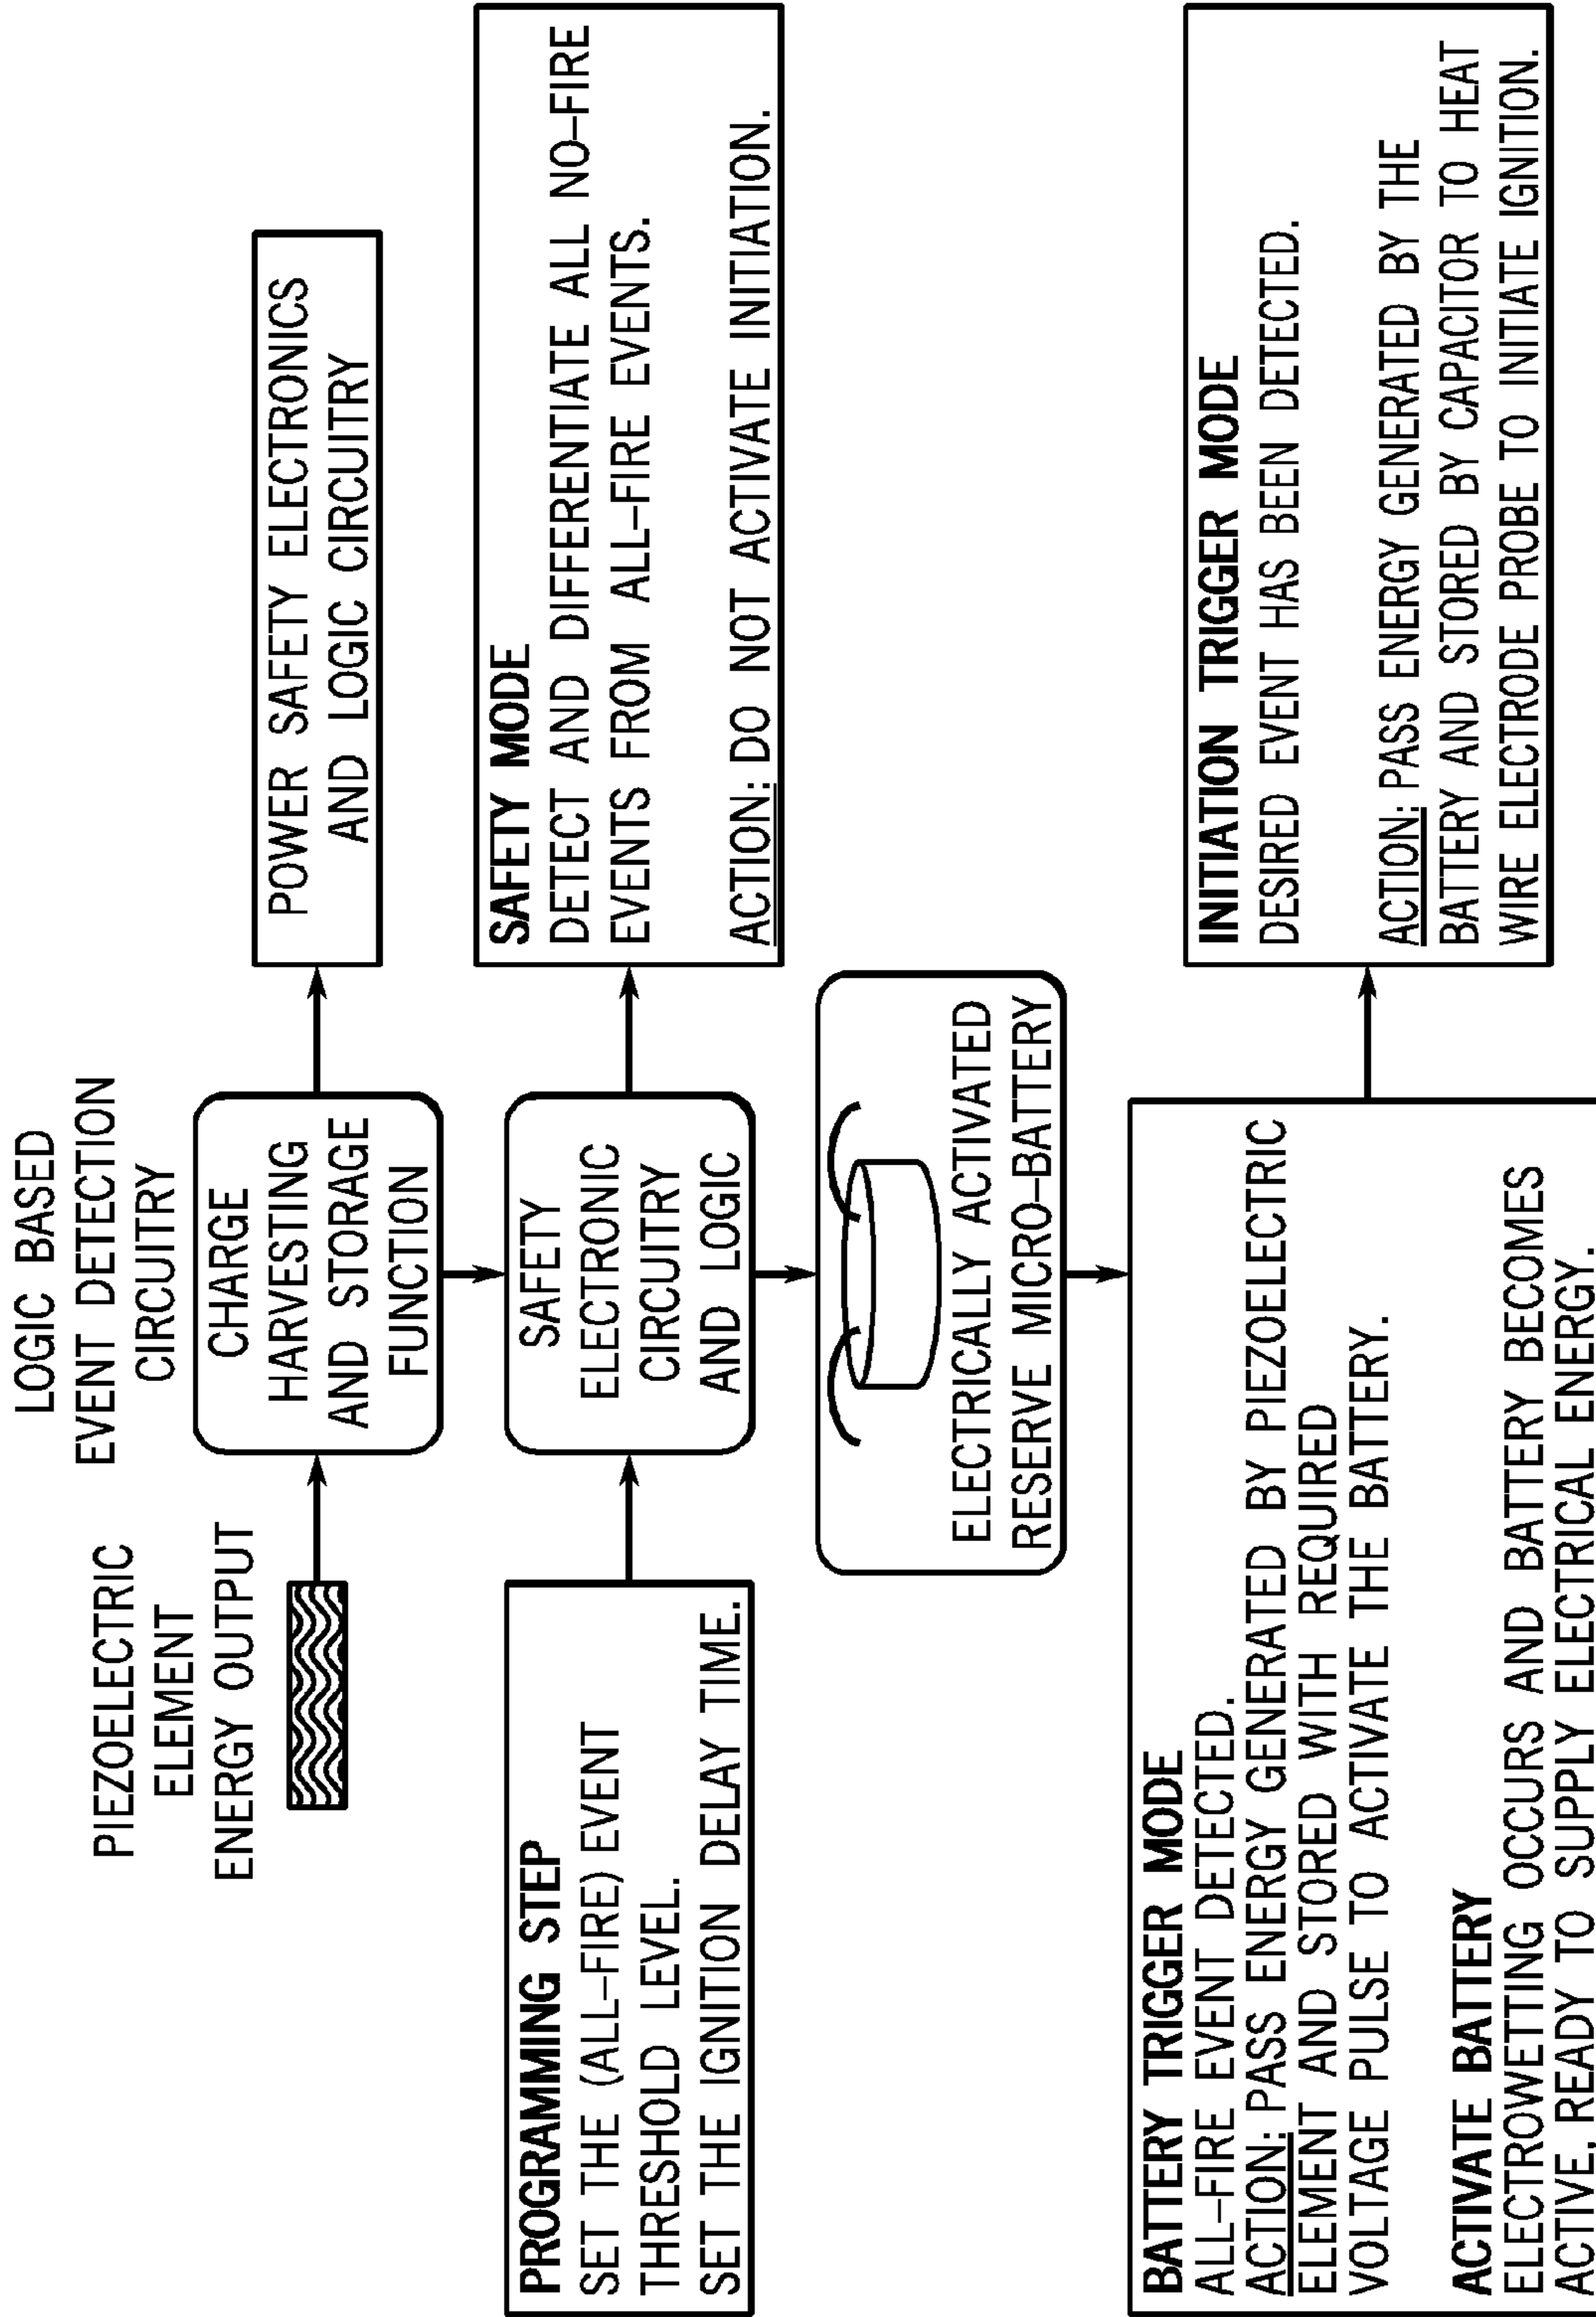 LOGIC BASED
EVENT DETECTION
CIRCUITRY
PIEZOELECTRIC
ELEMENT
ENERGY OUTPUT
CHARGE
HARVESTING
AND STORAGE
FUNCTION
POWER SAFETY ELECTRONICS
AND LOGIC CIRCUITRY
PROGRAMMING STEP
SET THE (ALL–FIRE) EVENT
THRESHOLD LEVEL.
SET THE IGNITION DELAY TIME.
SAFETY
ELECTRONIC
CIRCUITRY
AND LOGIC
SAFETY MODE
DETECT AND DIFFERENTIATE ALL NO–FIRE
EVENTS FROM ALL–FIRE EVENTS.
ACTION: DO NOT ACTIVATE INITIATION.
ELECTRICALLY ACTIVATED
RESERVE MICRO–BATTERY
BATTERY TRIGGER MODE
ALL–FIRE EVENT DETECTED.
ACTION: PASS ENERGY GENERATED BY PIEZOELECTRIC
ELEMENT AND STORED WITH REQUIRED
VOLTAGE PULSE TO ACTIVATE THE BATTERY.
ACTIVATE BATTERY
ELECTROWETTING OCCURS AND BATTERY BECOMES
ACTIVE, READY TO SUPPLY ELECTRICAL ENERGY.
INITIATION TRIGGER MODE
DESIRED EVENT HAS BEEN DETECTED.
ACTION: PASS ENERGY GENERATED BY THE
BATTERY AND STORED BY CAPACITOR TO HEAT
WIRE ELECTRODE PROBE TO INITIATE IGNITION.